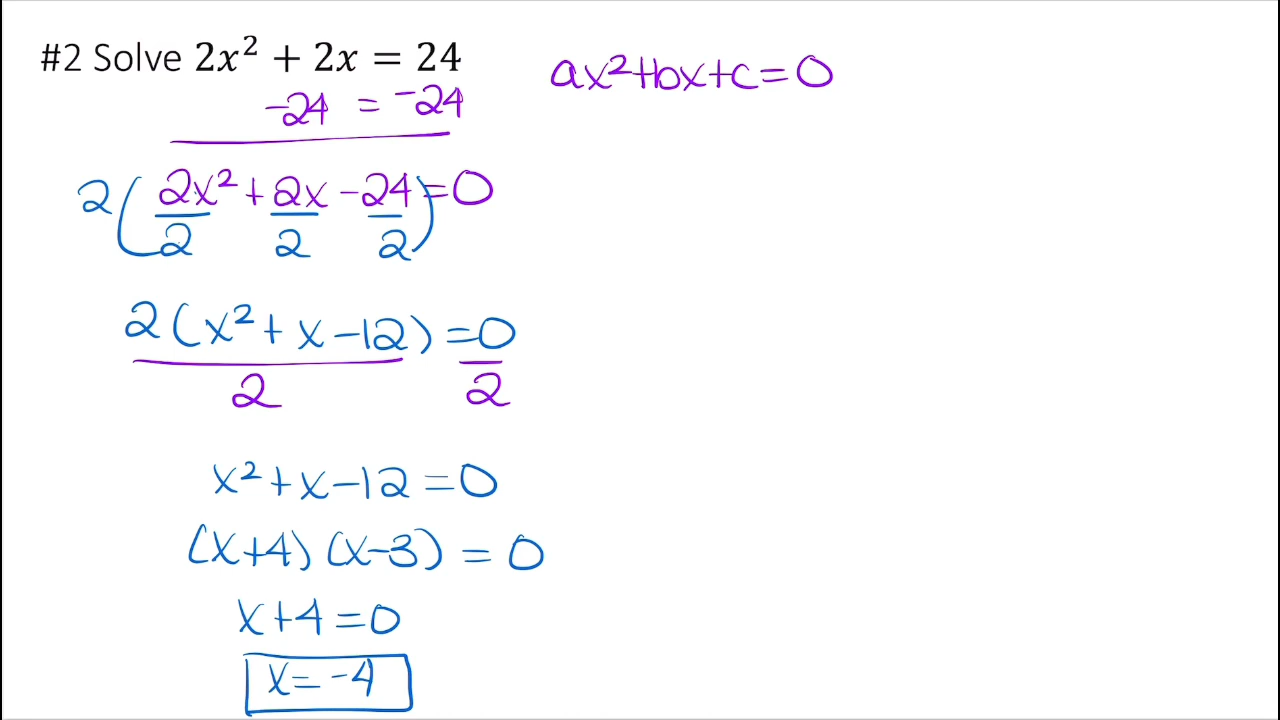 #2 Solve 2x² + 2x = 24
ax²+bx+c=0
-24 = -24
2(2x²/2 + 2x/2 - 24/2)=0
2(x²+x-12)/2 = 0/2
x²+x-12=0
(x+4)(x-3) = 0
x+4=0
x=-4